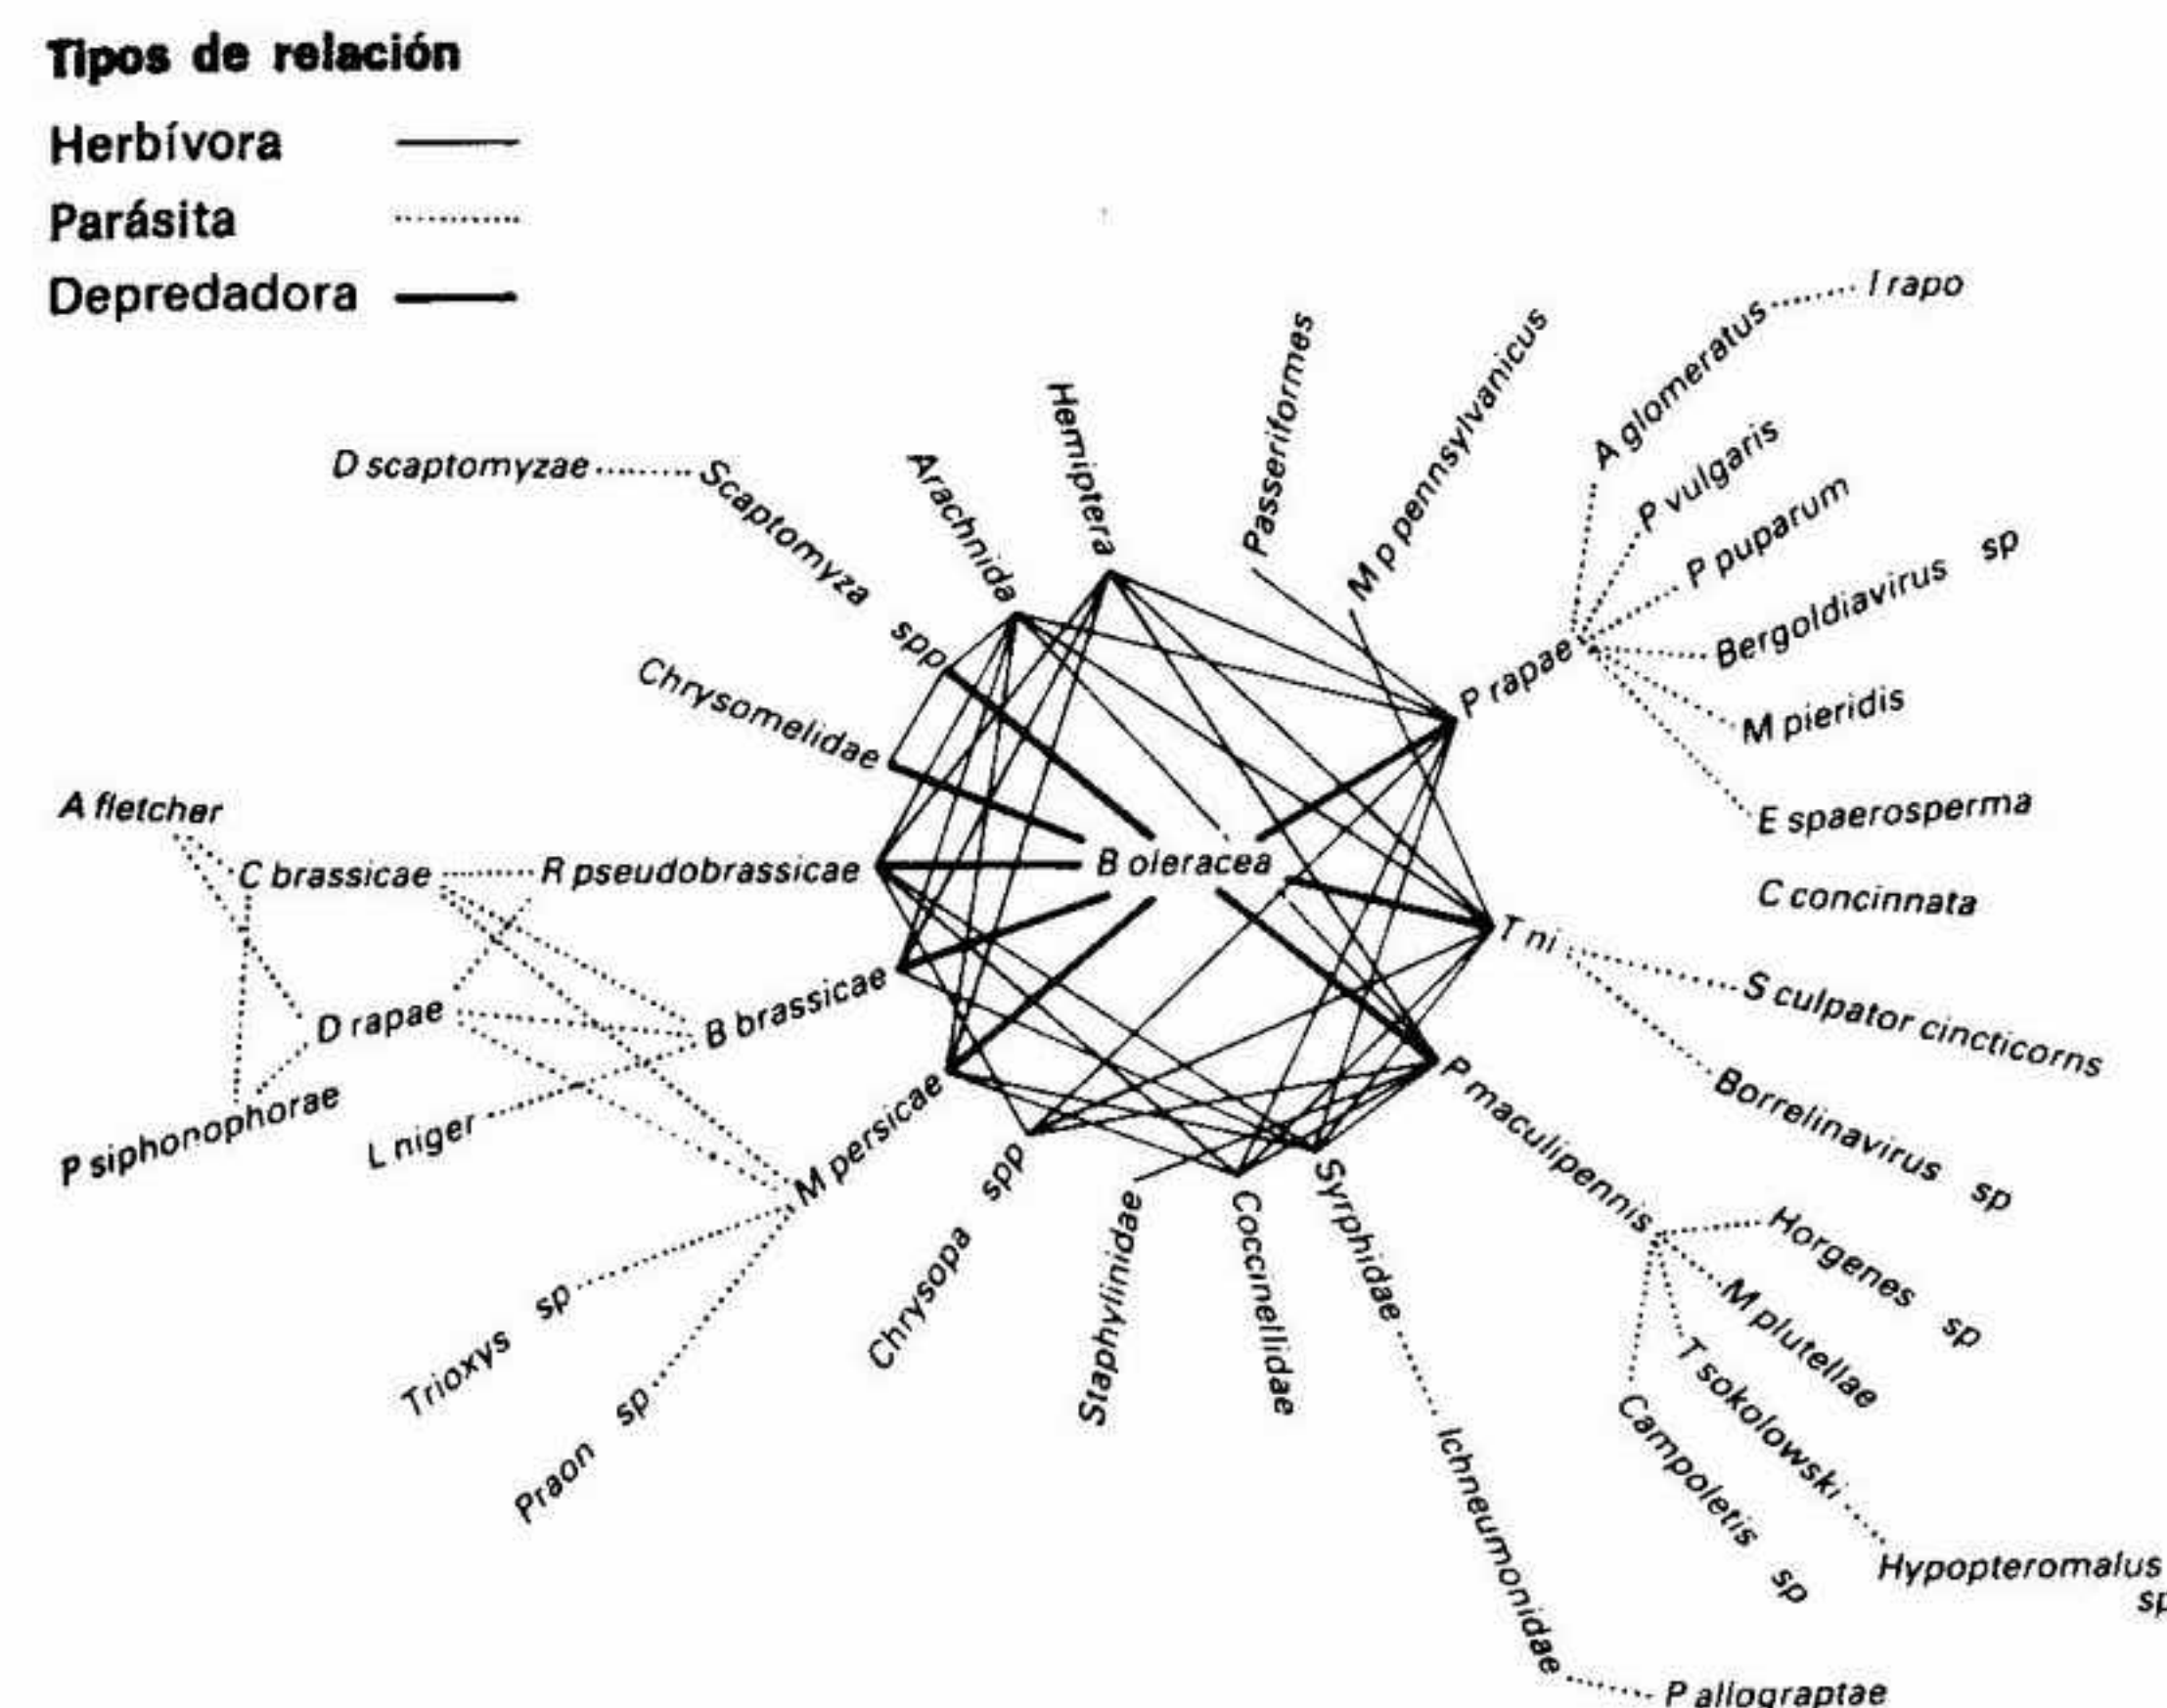 Tipos de relación
Herbívora
Parásita
Depredadora
I rapo
A glomeratus
P vulgaris
P puparum
Bergoldiavirus sp
M pieridis
E spaerosperma
C concinnata
P rapae
M p pennsylvanicus
Passeriformes
Hemiptera
Arachnida
Scaptomyza spp
D scaptomyzae
Chrysomelidae
A fletcher
C brassicae
R pseudobrassicae
B oleracea
T ni
S culpator cincticorns
Borrelinavirus sp
D rapae
B brassicae
P siphonophorae
L niger
M persicae
Trioxys sp
Praon sp
Chrysopa spp
Staphylinidae
Coccinellidae
Syrphidae
Ichneumonidae
P allograptae
P maculipennis
Horgenes sp
M plutellae
T sokolowski
Campoletis sp
Hypopteromalus
sp